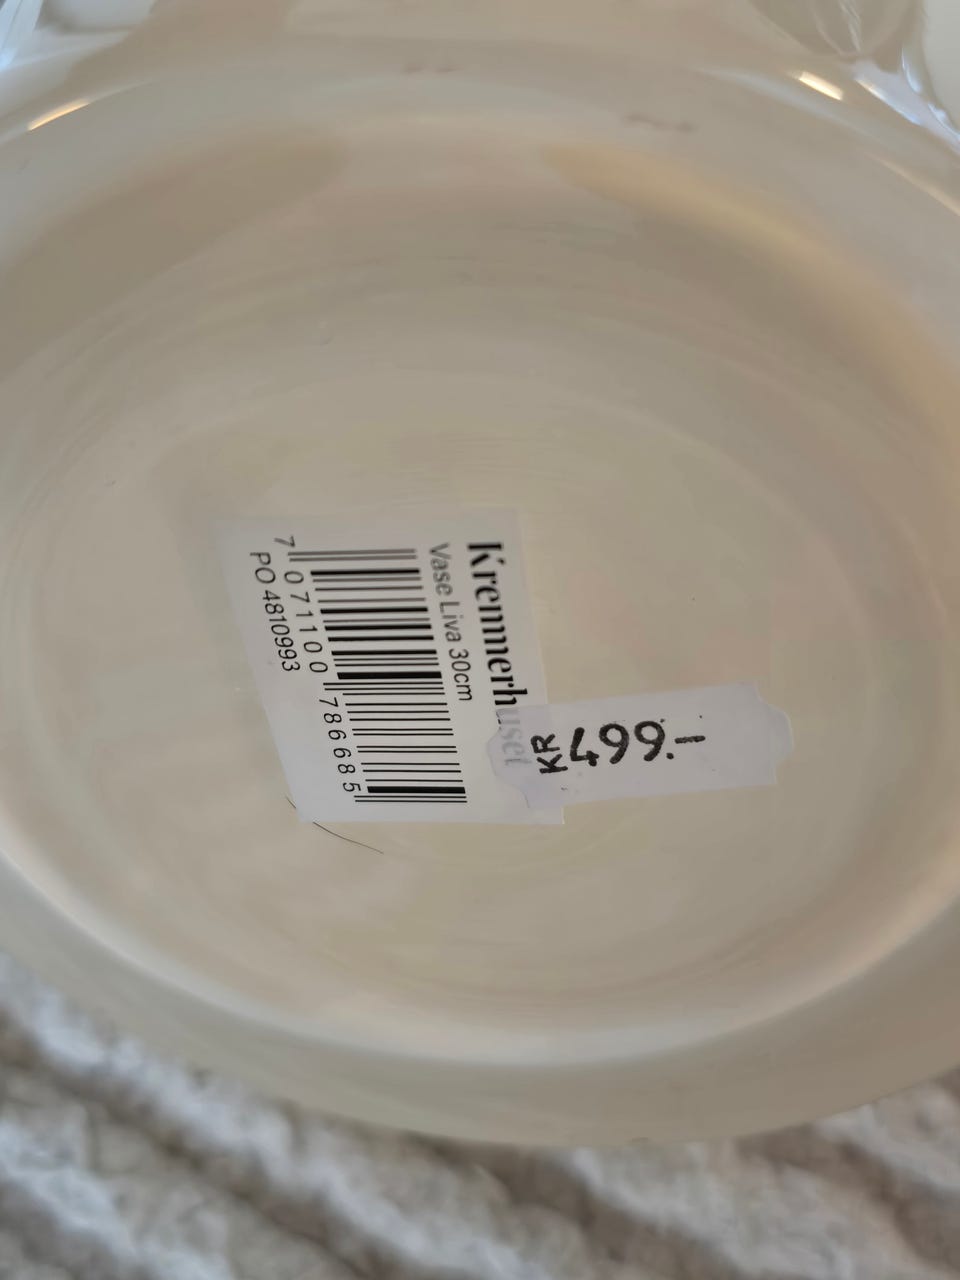 Kremmerhuset
Vase Liva 30cm
7 071100 786685
PO 4810993
KR 499.-